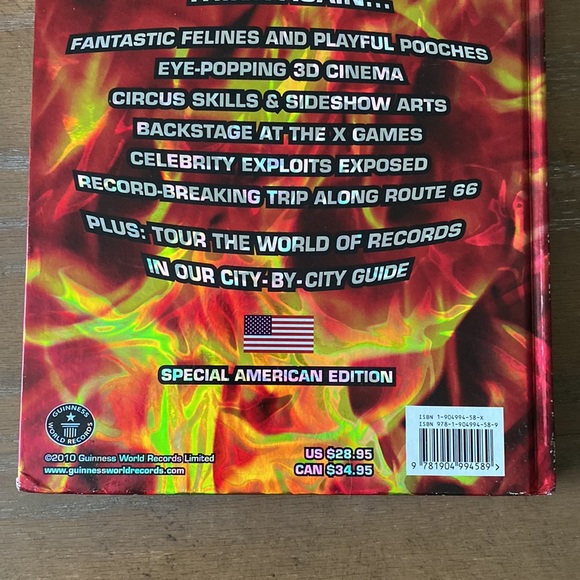 FANTASTIC FELINES AND PLAYFUL POOCHES
EYE-POPPING 3D CINEMA
CIRCUS SKILLS & SIDESHOW ARTS
BACKSTAGE AT THE X GAMES
CELEBRITY EXPLOITS EXPOSED
RECORD-BREAKING TRIP ALONG ROUTE 66
PLUS: TOUR THE WORLD OF RECORDS
IN OUR CITY-BY-CITY GUIDE
SPECIAL AMERICAN EDITION
GUINNESS
WORLD RECORDS
©2010 Guinness World Records Limited
www.guinnessworldrecords.com
US $28.95
CAN $34.95
ISBN 1-904994-58-X
ISBN 978-1-904994-58-9
9 781904 994589 >